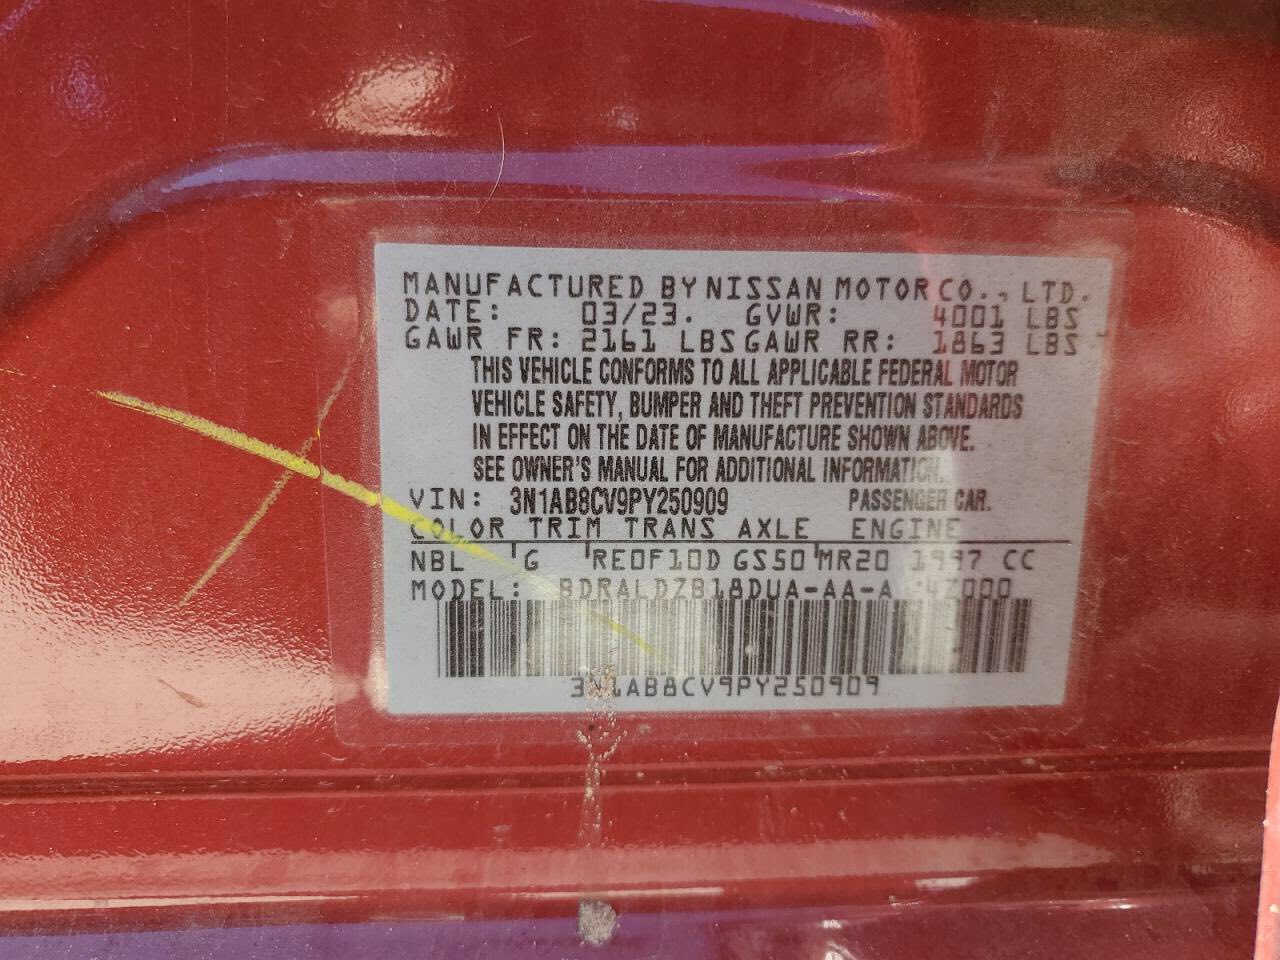 MANUFACTURED BY NISSAN MOTOR CO., LTD.
DATE: 03/23. GVWR: 4001 LBS
GAWR FR: 2161 LBS GAWR RR: 1863 LBS
THIS VEHICLE CONFORMS TO ALL APPLICABLE FEDERAL MOTOR
VEHICLE SAFETY, BUMPER AND THEFT PREVENTION STANDARDS
IN EFFECT ON THE DATE OF MANUFACTURE SHOWN ABOVE.
SEE OWNER'S MANUAL FOR ADDITIONAL INFORMATION.
VIN: 3N1AB8CV9PY250909 PASSENGER CAR.
COLOR TRIM TRANS AXLE ENGINE
NBL G RE0F10D GS50 MR20 1997 CC
MODEL: BDRALDZB18DUA-AA-A
3N1AB8CV9PY250909